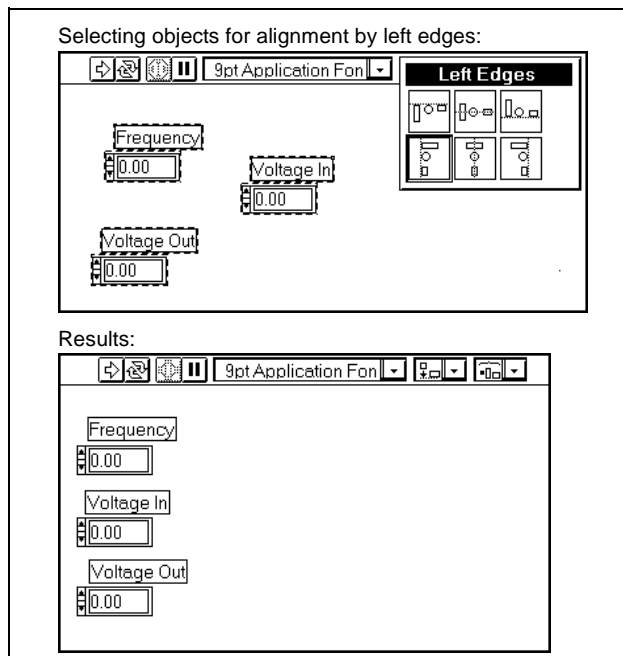 Selecting objects for alignment by left edges:
9pt Application Fon
Left Edges
Frequency
0.00
Voltage In
0.00
Voltage Out
0.00
Results:
9pt Application Fon
Frequency
0.00
Voltage In
0.00
Voltage Out
0.00